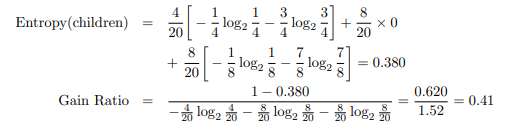 Entropy(children) = 4/20 [ − 1/4 log₂ 1/4 − 3/4 log₂ 3/4 ] + 8/20 × 0
+ 8/20 [ − 1/8 log₂ 1/8 − 7/8 log₂ 7/8 ] = 0.380
Gain Ratio = (1 − 0.380) / (− 4/20 log₂ 4/20 − 8/20 log₂ 8/20 − 8/20 log₂ 8/20) = 0.620 / 1.52 = 0.41